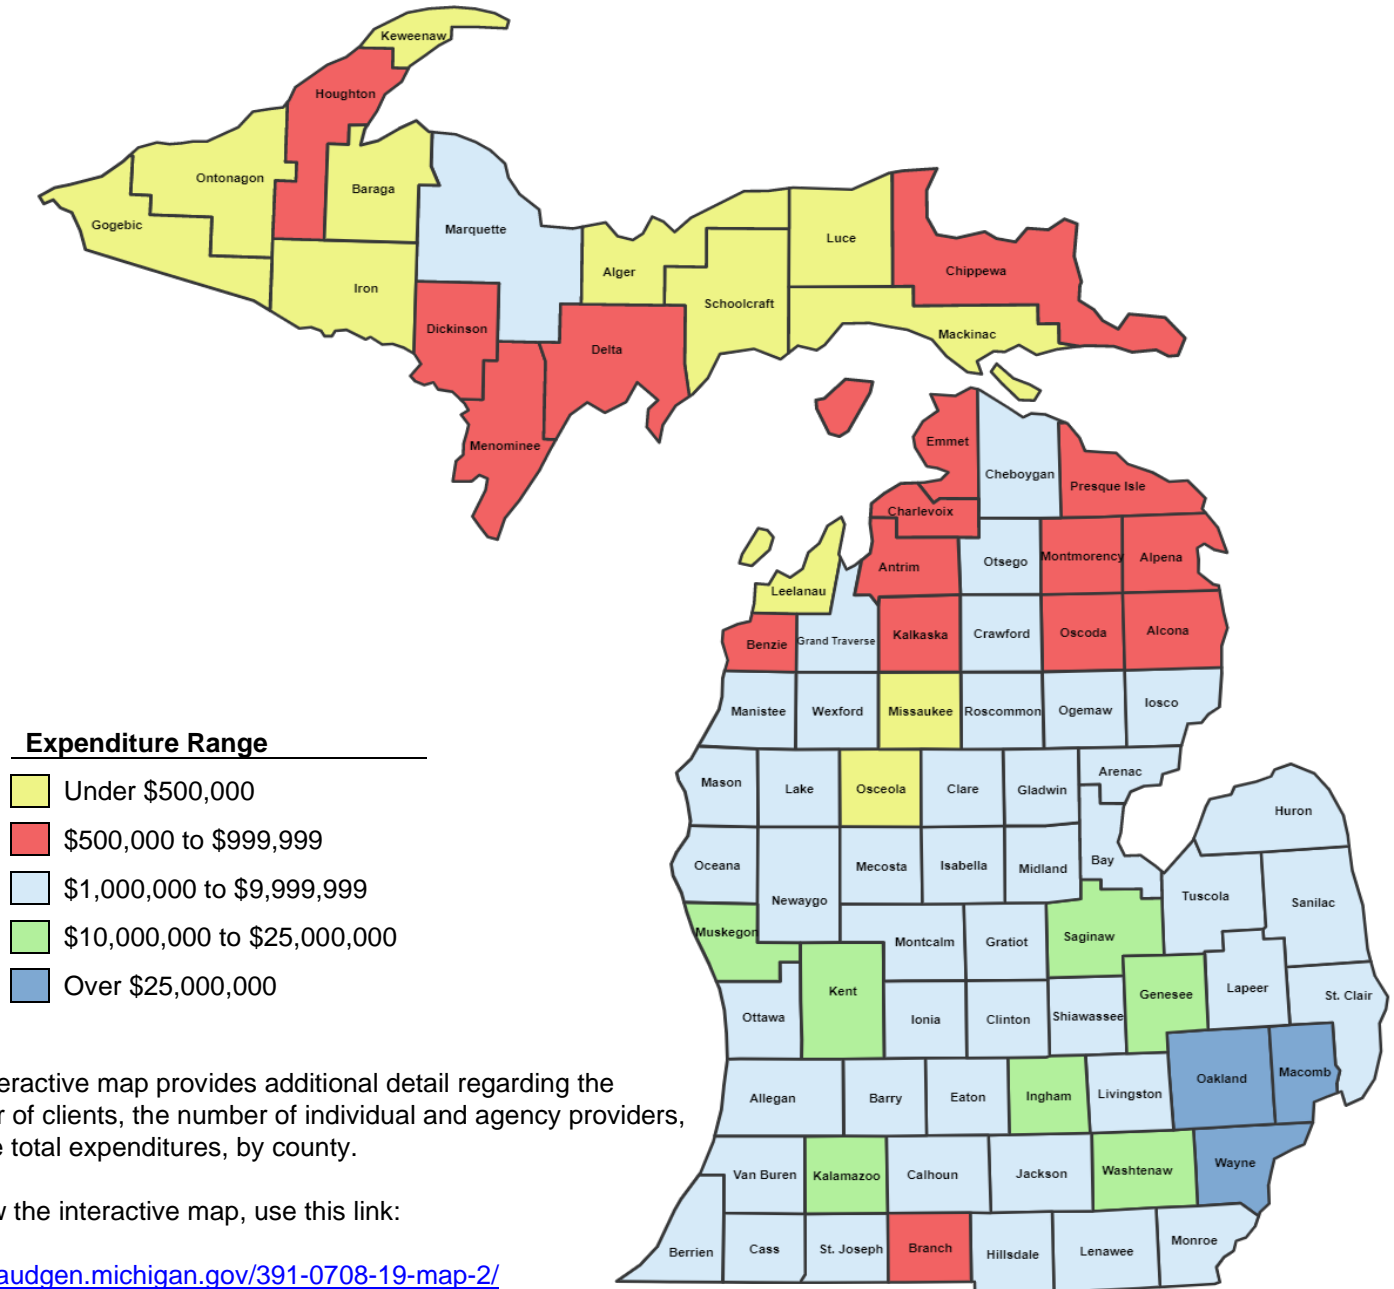 Keweenaw
Houghton
Ontonagon
Baraga
Gogebic
Marquette
Iron
Alger
Luce
Chippewa
Schoolcraft
Dickinson
Delta
Mackinac
Menominee
Emmet
Cheboygan
Presque Isle
Charlevoix
Antrim
Otsego
Montmorency
Alpena
Leelanau
Benzie
Grand Traverse
Kalkaska
Crawford
Oscoda
Alcona
Manistee
Wexford
Missaukee
Roscommon
Ogemaw
Iosco
Mason
Lake
Osceola
Clare
Gladwin
Arenac
Huron
Oceana
Newaygo
Mecosta
Isabella
Midland
Bay
Tuscola
Sanilac
Muskegon
Montcalm
Gratiot
Saginaw
Kent
Genesee
Lapeer
St. Clair
Ottawa
Ionia
Clinton
Shiawassee
Allegan
Barry
Eaton
Ingham
Livingston
Oakland
Macomb
Van Buren
Kalamazoo
Calhoun
Jackson
Washtenaw
Wayne
Berrien
Cass
St. Joseph
Branch
Hillsdale
Lenawee
Monroe
Expenditure Range
Under $500,000
$500,000 to $999,999
$1,000,000 to $9,999,999
$10,000,000 to $25,000,000
Over $25,000,000
eractive map provides additional detail regarding the
r of clients, the number of individual and agency providers,
e total expenditures, by county.
w the interactive map, use this link:
audgen.michigan.gov/391-0708-19-map-2/